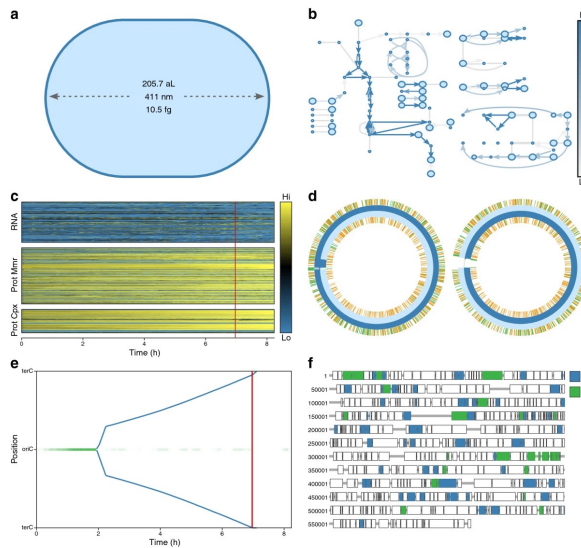 a
205.7 aL
411 nm
10.5 fg
b
c
Hi
RNA
Prot Mmr
Prot Cpx
Lo
0
2
4
6
8
Time (h)
d
e
terC
oriC
terC
Position
0
2
4
6
8
Time (h)
f
1
50001
100001
150001
200001
250001
300001
350001
400001
450001
500001
550001